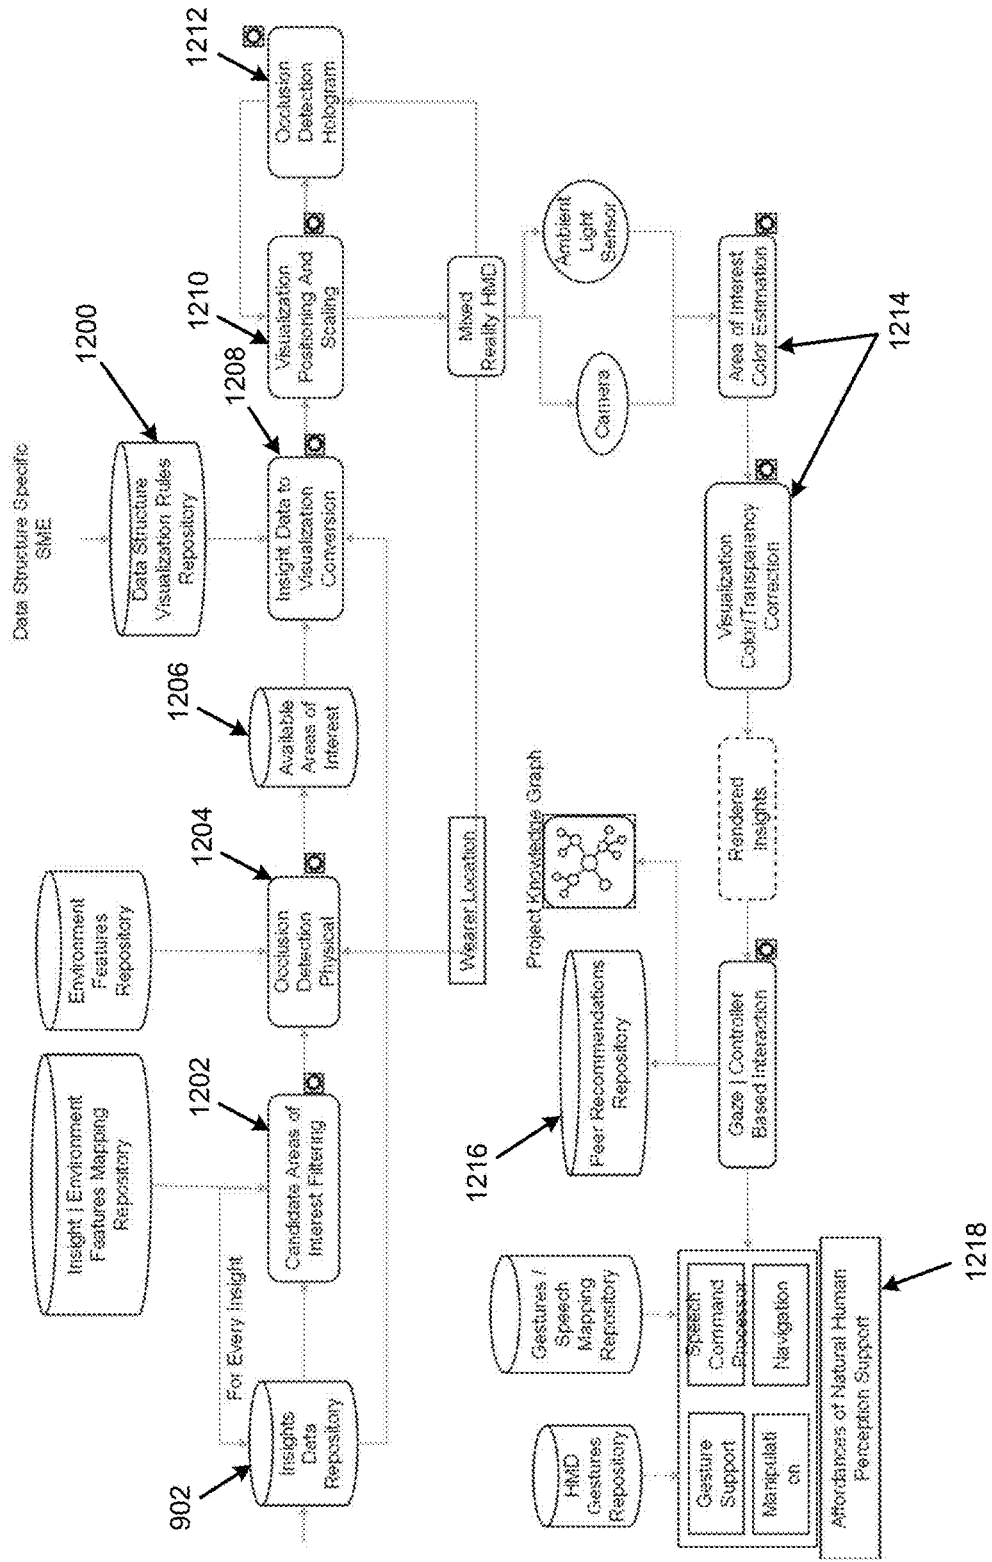 902
Insights
Data
Repository
For Every Insight
Insight | Environment
Features Mapping
Repository
1202
Candidate Areas of
Interest Filtering
Environment
Features
Repository
1204
Occlusion
Detection
Physical
1206
Available
Areas of
Interest
Data Structure Specific
SME
1200
Data Structure
Visualization Rules
Repository
1208
Insight Data to
Visualization
Conversion
1210
Visualization
Positioning And
Scaling
1212
Occlusion
Detection
Hologram
Wearer Location
Mixed
Reality HMD
Camera
Ambient
Light
Sensor
Area of Interest
Color Estimation
1214
Visualization
Color/Transparency
Correction
Rendered
Insights
Project Knowledge Graph
1216
Peer Recommendations
Repository
Gaze | Controller
Based Interaction
Gestures /
Speech
Mapping
Repository
HMD
Gestures
Repository
Gesture
Support
Speech
Command
Processor
Manipulati
on
Navigation
Affordances of Natural Human
Perception Support
1218